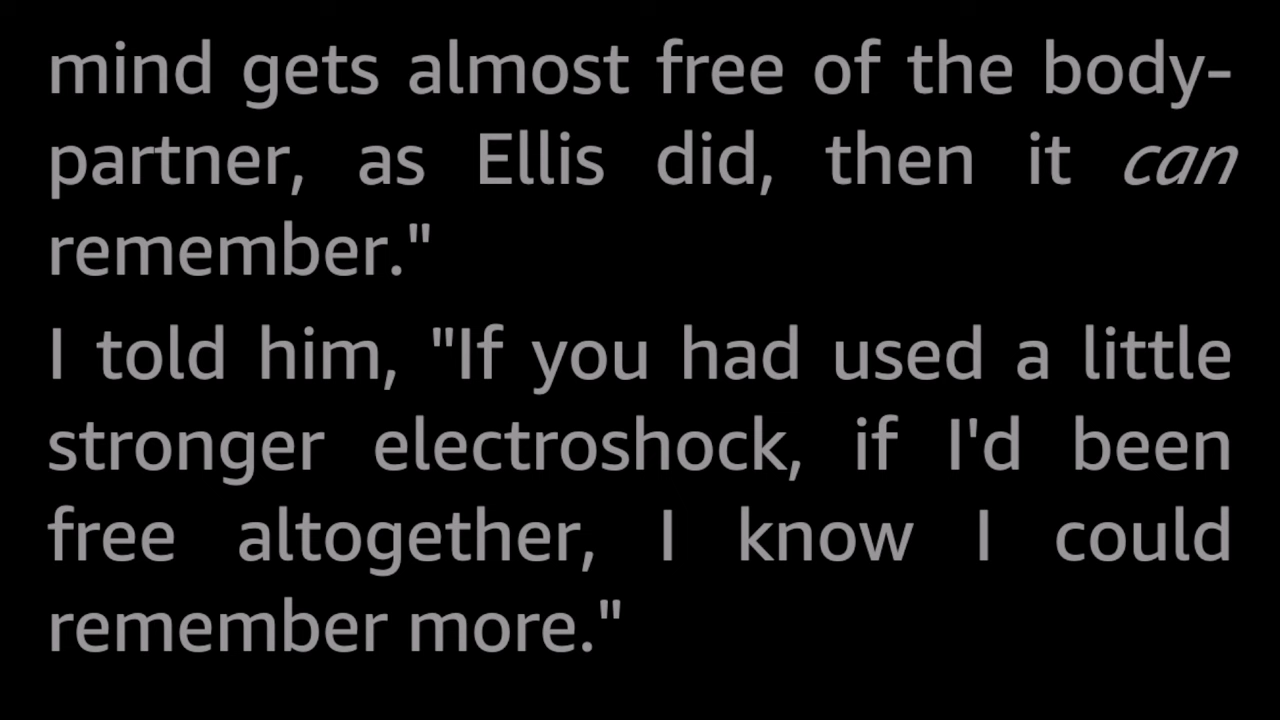 mind gets almost free of the body-
partner, as Ellis did, then it can
remember."
I told him, "If you had used a little
stronger electroshock, if I'd been
free altogether, I know I could
remember more."